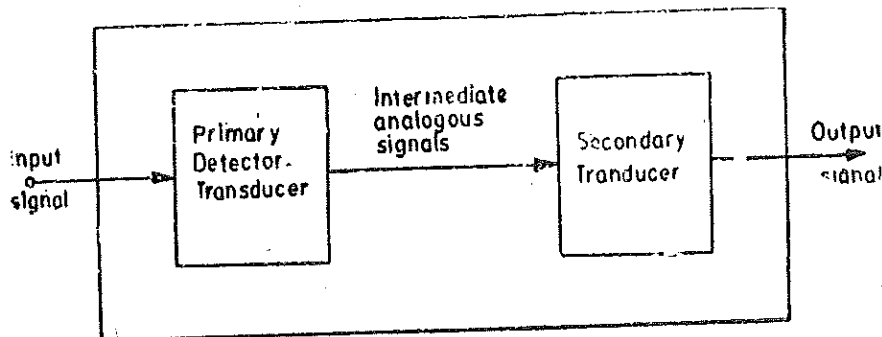 Input
signal
Primary
Detector-
Transducer
Intermediate
analogous
signals
Secondary
Tranducer
Output
signal